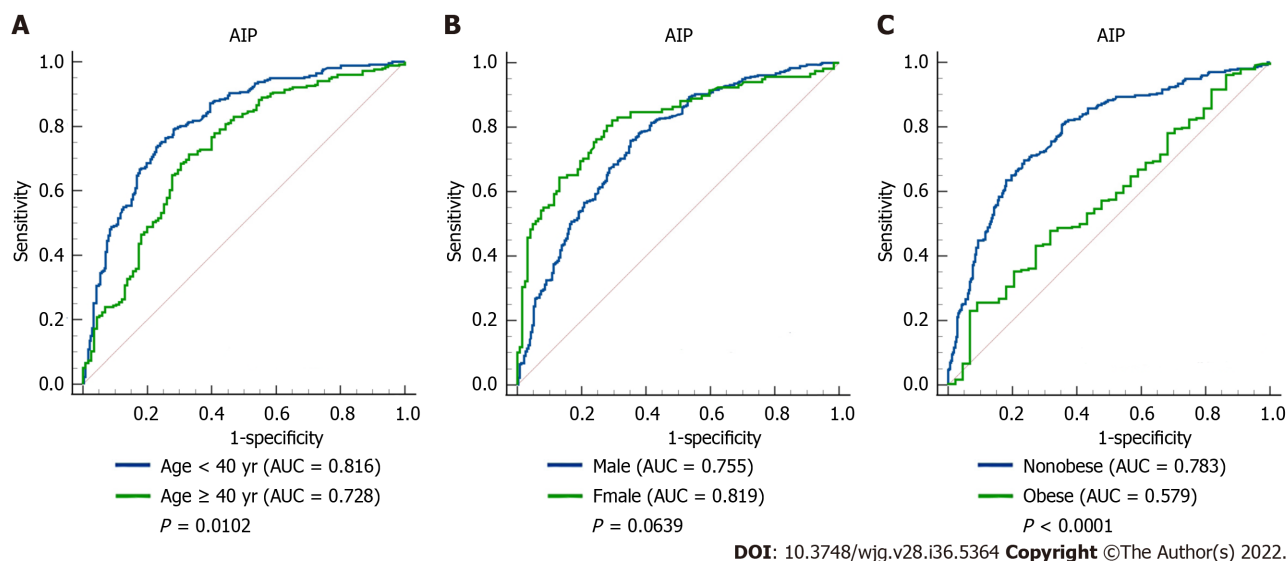 A
AIP
1.0
0.8
0.6
0.4
0.2
0.0
Sensitivity
0.2 0.4 0.6 0.8 1.0
1-specificity
Age < 40 yr (AUC = 0.816)
Age ≥ 40 yr (AUC = 0.728)
P = 0.0102
B
AIP
1.0
0.8
0.6
0.4
0.2
0.0
Sensitivity
0.2 0.4 0.6 0.8 1.0
1-specificity
Male (AUC = 0.755)
Fmale (AUC = 0.819)
P = 0.0639
C
AIP
1.0
0.8
0.6
0.4
0.2
0.0
Sensitivity
0.2 0.4 0.6 0.8 1.0
1-specificity
Nonobese (AUC = 0.783)
Obese (AUC = 0.579)
P < 0.0001
DOI: 10.3748/wjg.v28.i36.5364 Copyright ©The Author(s) 2022.